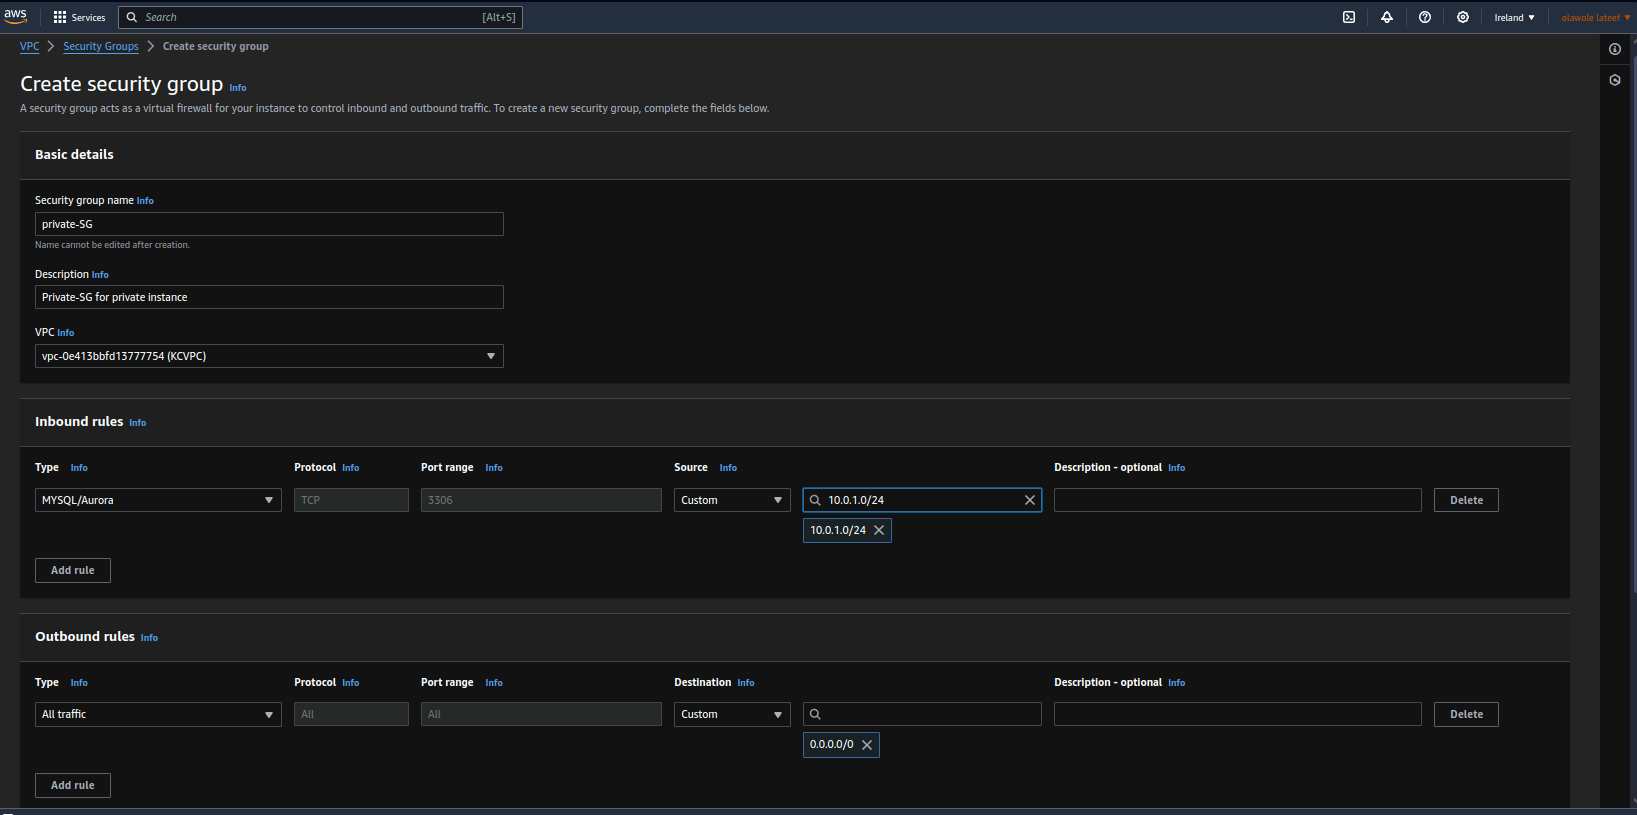 aws Services Search [Alt+S] Ireland olawole lateef
VPC Security Groups Create security group
Create security group Info
A security group acts as a virtual firewall for your instance to control inbound and outbound traffic. To create a new security group, complete the fields below.
Basic details
Security group name Info
private-SG
Name cannot be edited after creation.
Description Info
Private-SG for private instance
VPC Info
vpc-0e413bbfd13777754 (KCVPC)
Inbound rules Info
Type Info Protocol Info Port range Info Source Info Description - optional Info
MYSQL/Aurora TCP 3306 Custom 10.0.1.0/24 Delete
10.0.1.0/24
Add rule
Outbound rules Info
Type Info Protocol Info Port range Info Destination Info Description - optional Info
All traffic All All Custom Delete
0.0.0.0/0
Add rule